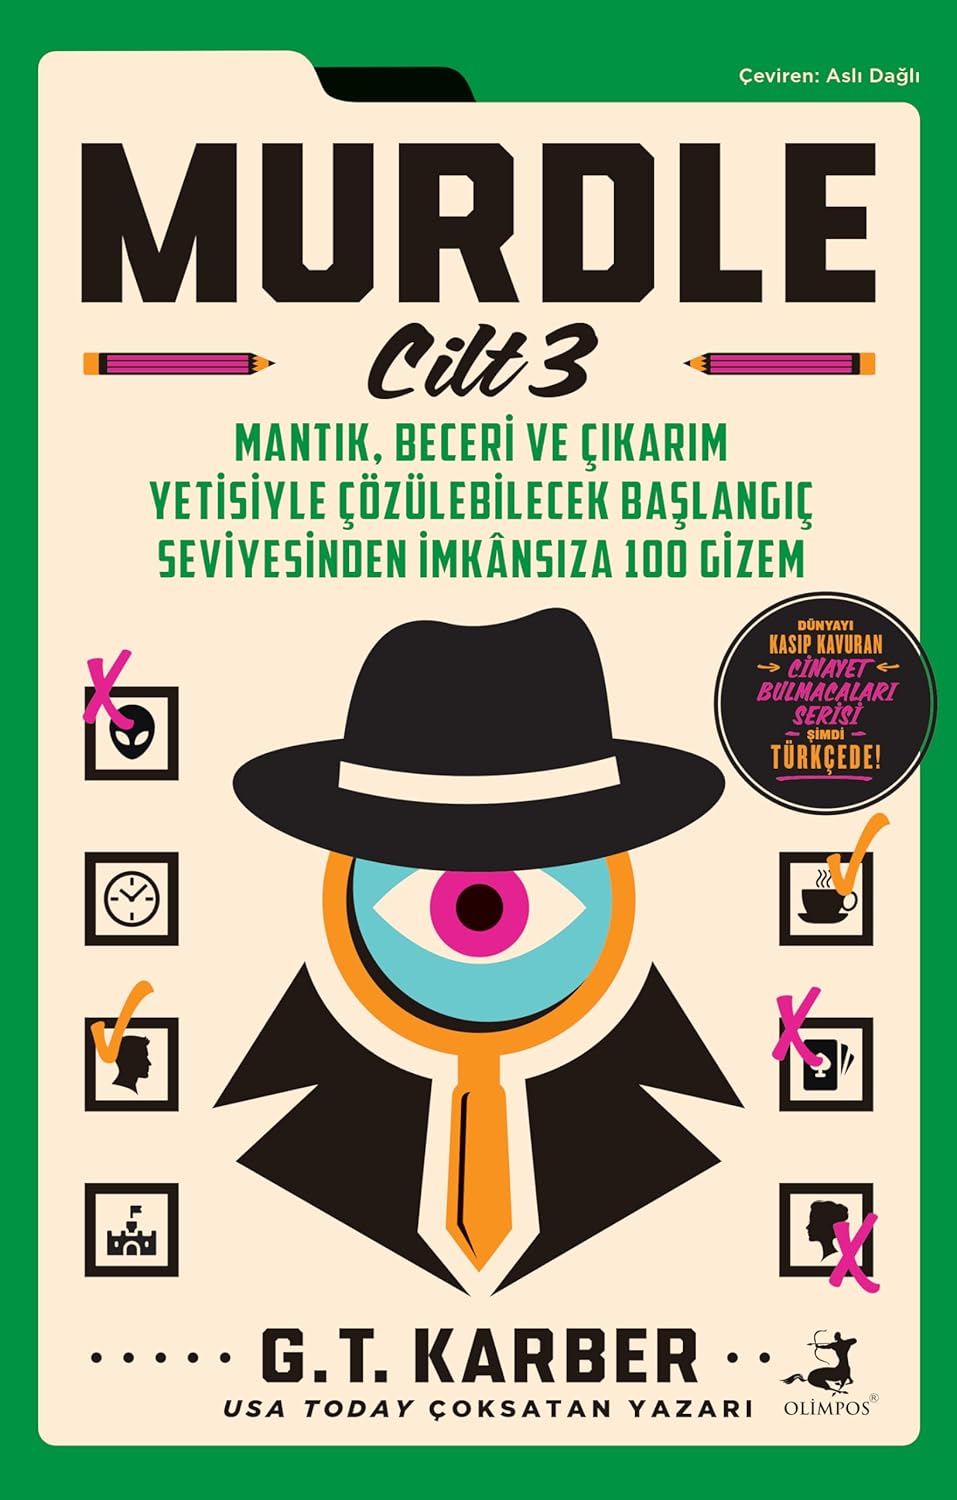 Çeviren: Aslı Dağlı
MURDLE
Cilt 3
MANTIK, BECERİ VE ÇIKARIM
YETİSİYLE ÇÖZÜLEBİLECEK BAŞLANGIÇ
SEVİYESİNDEN İMKÂNSIZA 100 GİZEM
DÜNYAYI
KASIP KAVURAN
CİNAYET
BULMACALARI
SERİSİ
ŞİMDİ
TÜRKÇEDE!
G.T. KARBER
USA TODAY ÇOKSATAN YAZARI
OLİMPOS®